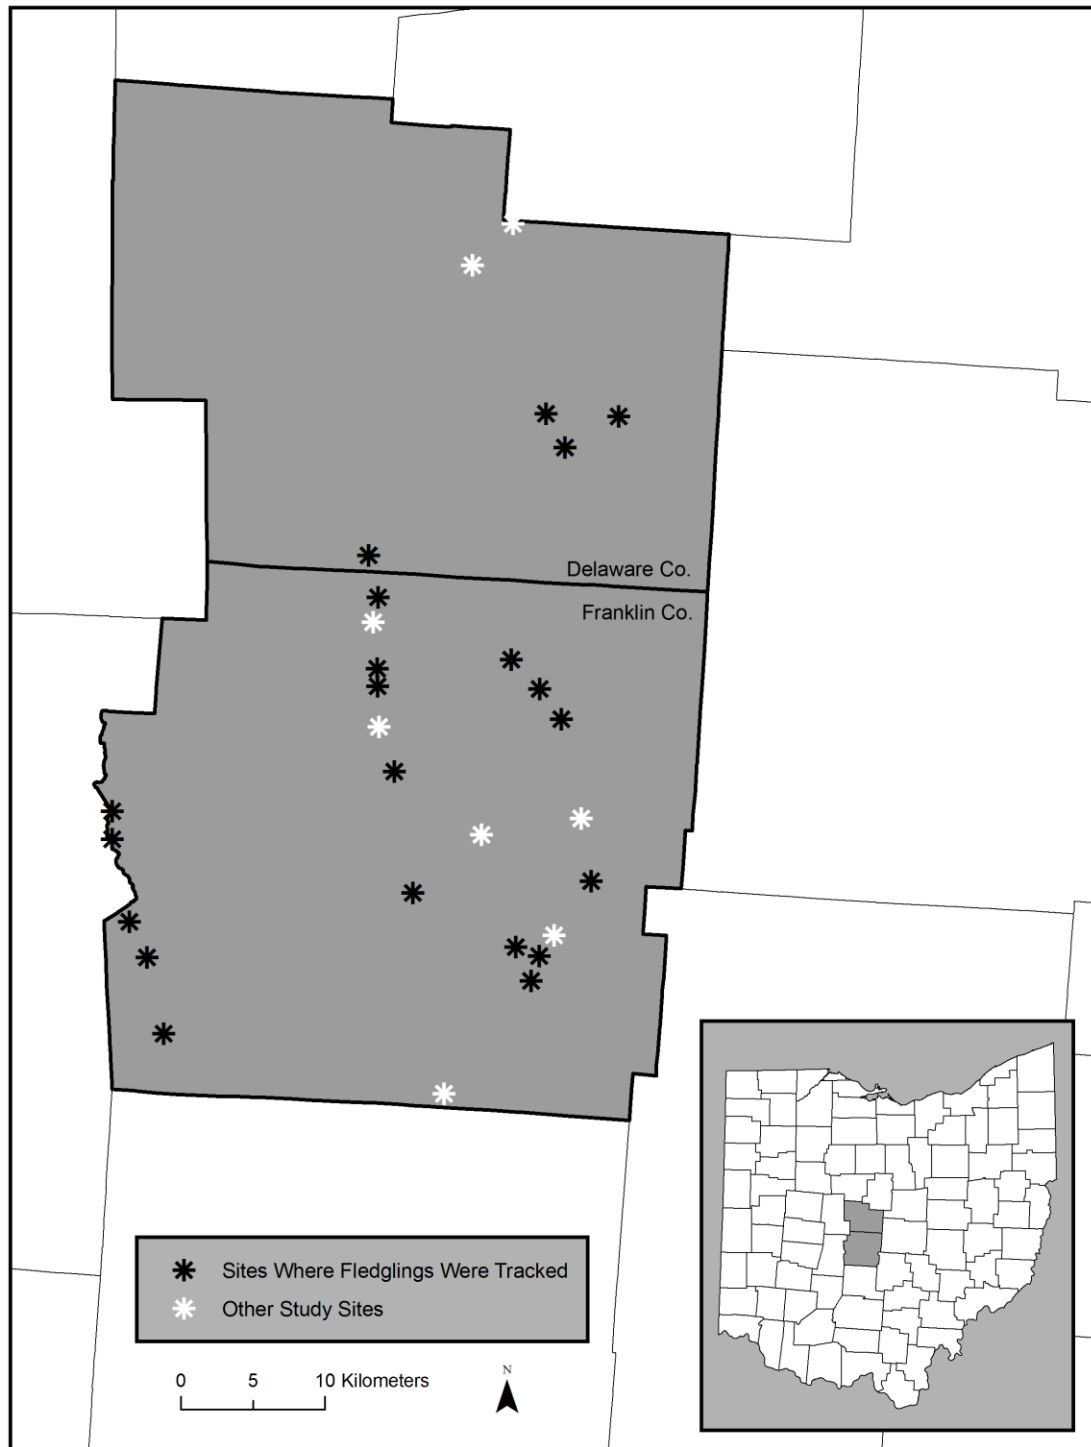 Delaware Co.
Franklin Co.
Sites Where Fledglings Were Tracked
Other Study Sites
0 5 10 Kilometers
N